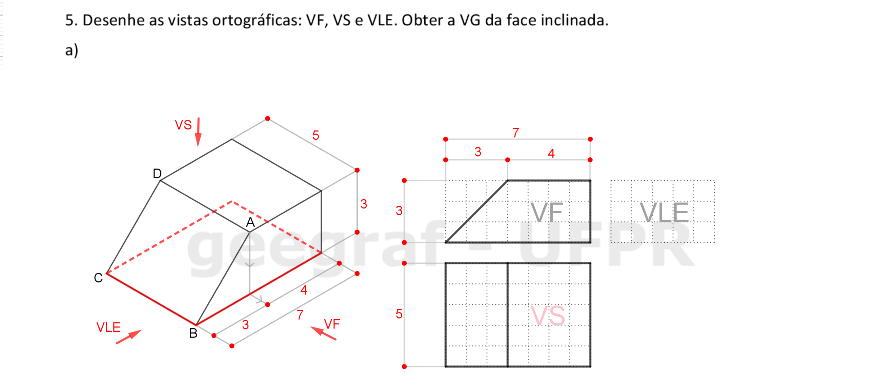 5. Desenhe as vistas ortográficas: VF, VS e VLE. Obter a VG da face inclinada.
a)
VS
5
D
A
3
C
4
7
3
B
VLE
VF
7
3 4
3
VF
VLE
5
VS
geegraf - UFPR